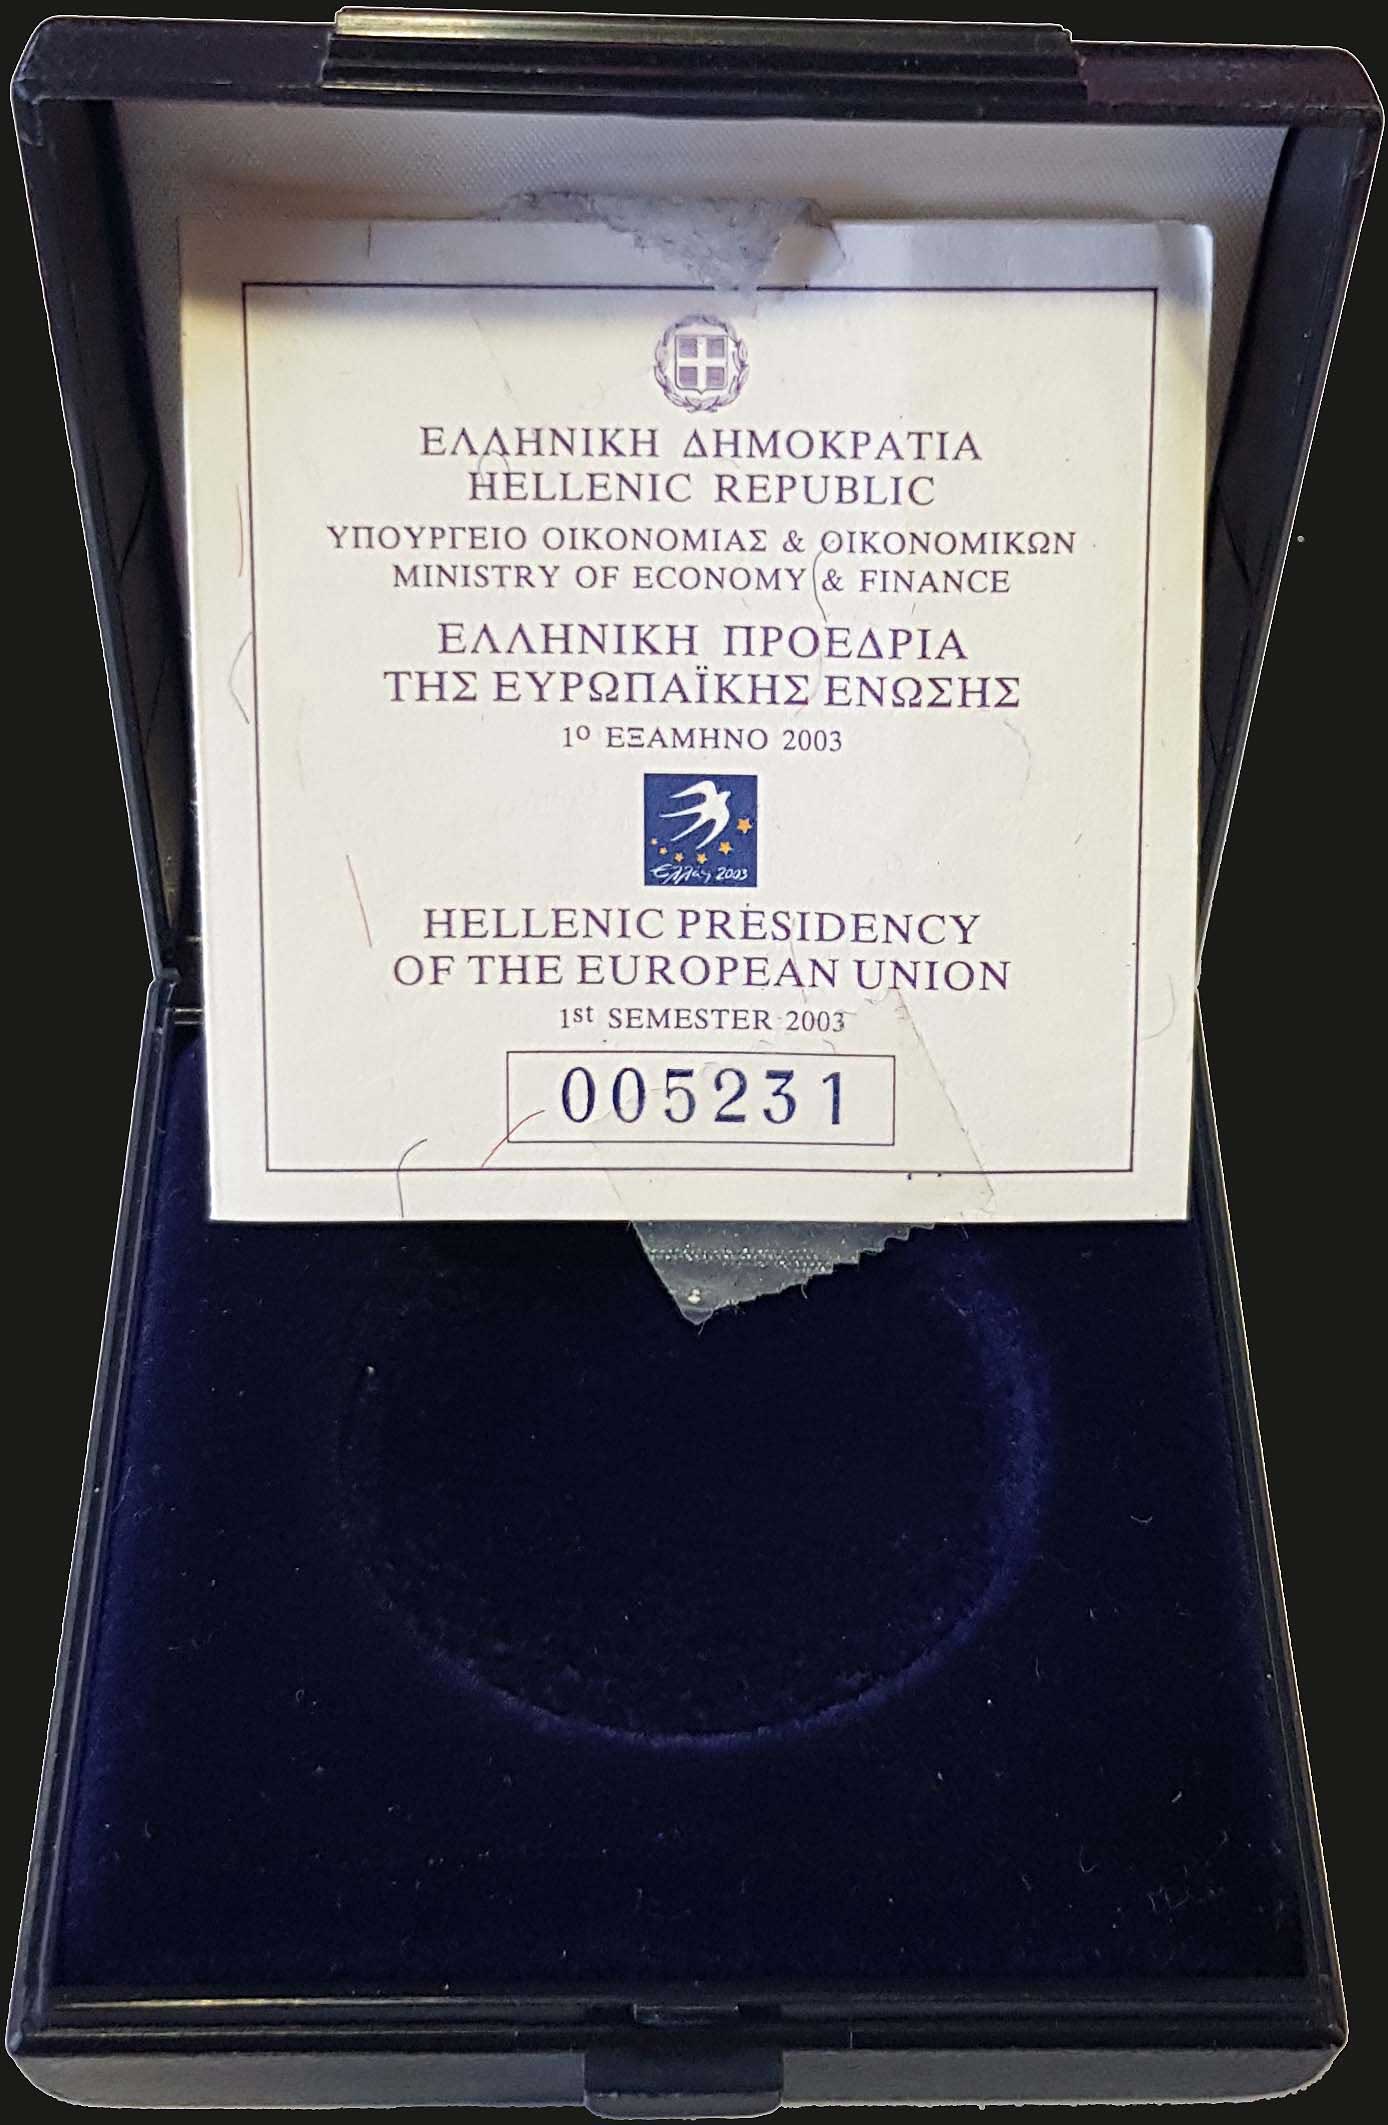 ΕΛΛΗΝΙΚΗ ΔΗΜΟΚΡΑΤΙΑ
HELLENIC REPUBLIC
ΥΠΟΥΡΓΕΙΟ ΟΙΚΟΝΟΜΙΑΣ & ΟΙΚΟΝΟΜΙΚΩΝ
MINISTRY OF ECONOMY & FINANCE
ΕΛΛΗΝΙΚΗ ΠΡΟΕΔΡΙΑ
ΤΗΣ ΕΥΡΩΠΑΪΚΗΣ ΕΝΩΣΗΣ
1ο ΕΞΑΜΗΝΟ 2003
Ελλάς 2003
HELLENIC PRESIDENCY
OF THE EUROPEAN UNION
1st SEMESTER 2003
005231